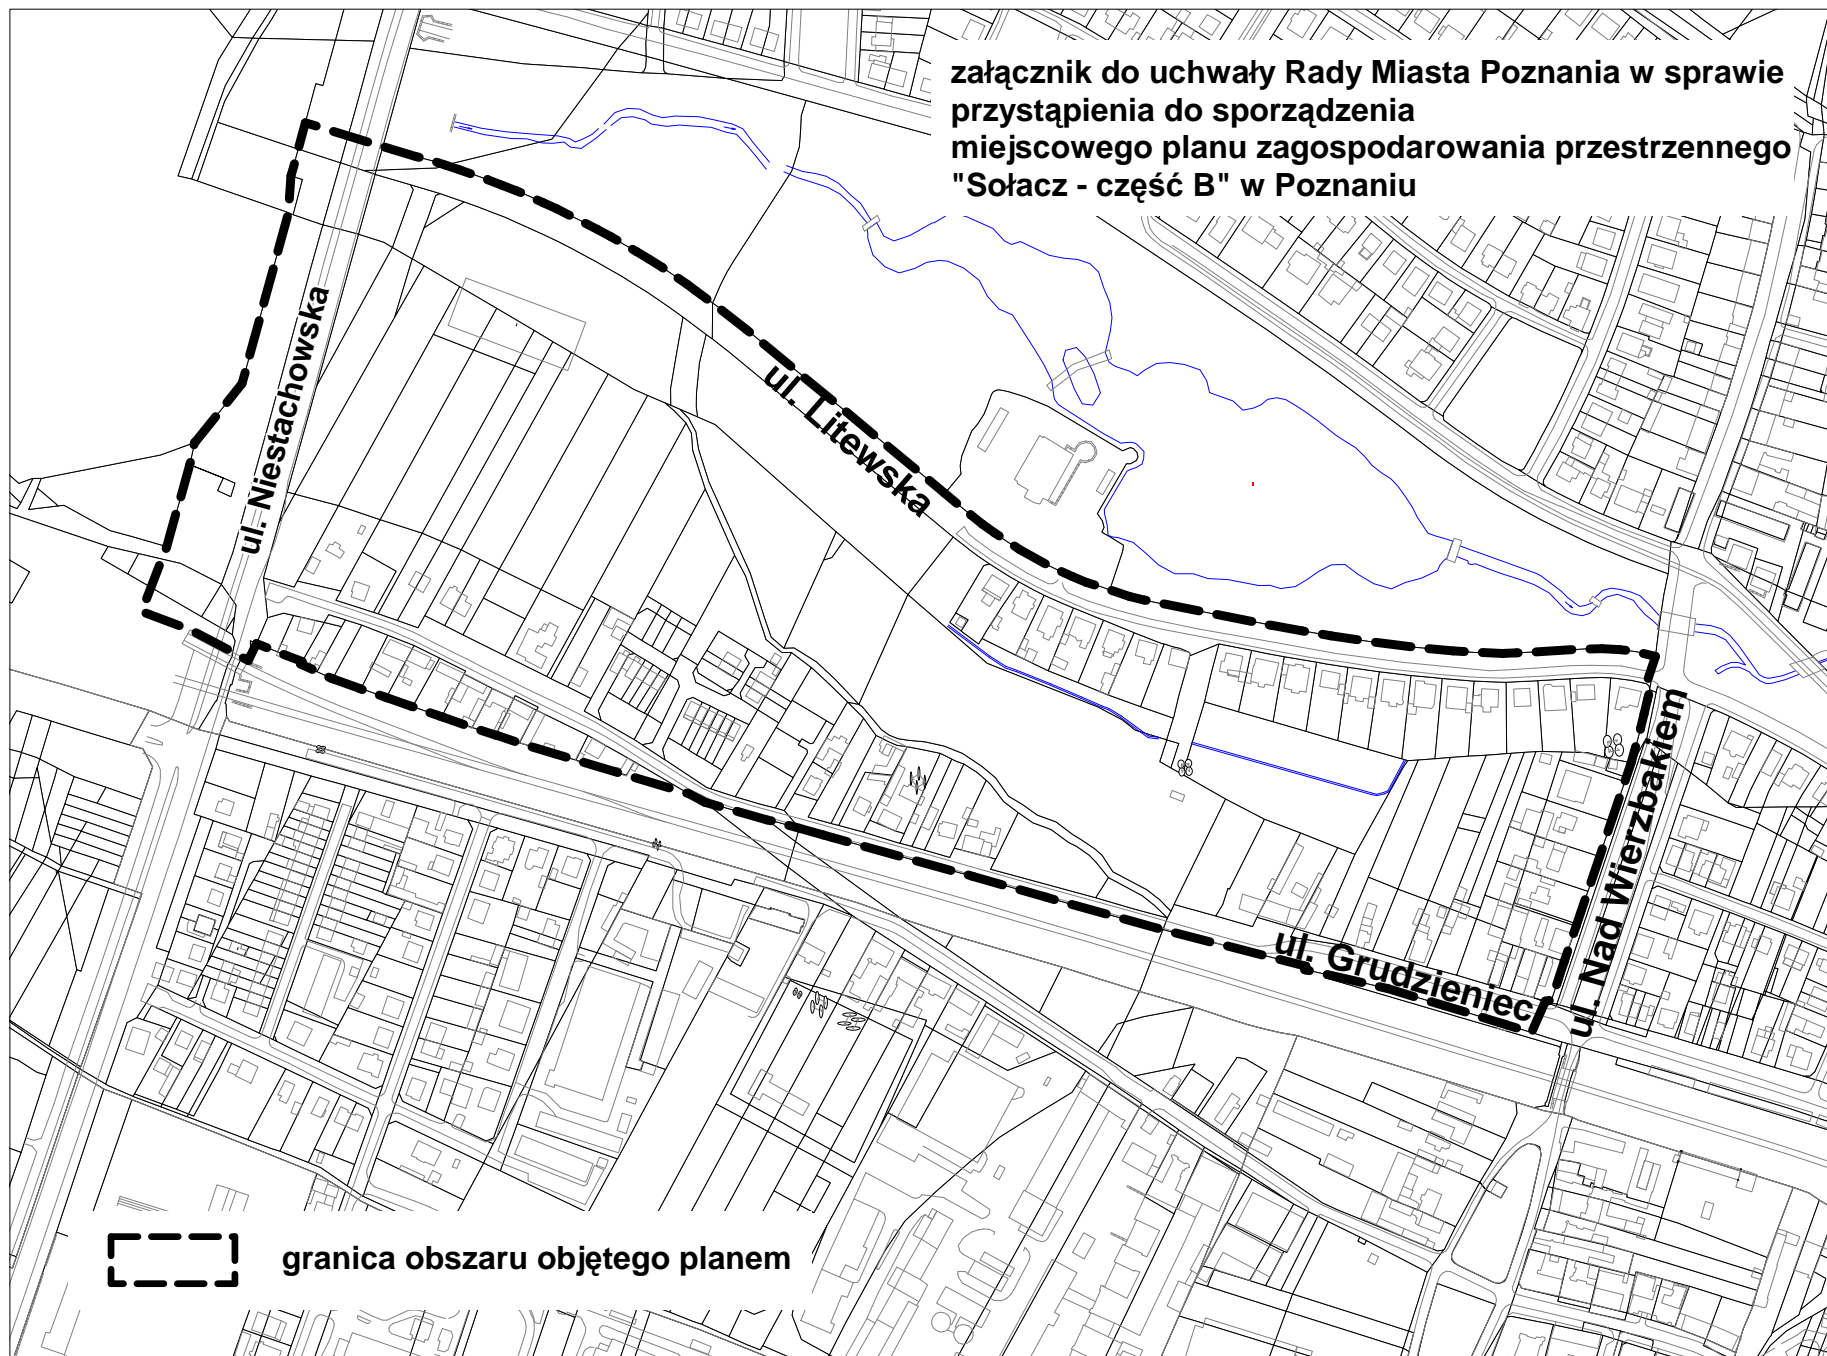 załącznik do uchwały Rady Miasta Poznania w sprawie
przystąpienia do sporządzenia
miejscowego planu zagospodarowania przestrzennego
"Sołacz - część B" w Poznaniu
ul. Niestachowska
ul. Litewska
ul. Grudzieniec
ul. Nad Wierzbakiem
granica obszaru objętego planem